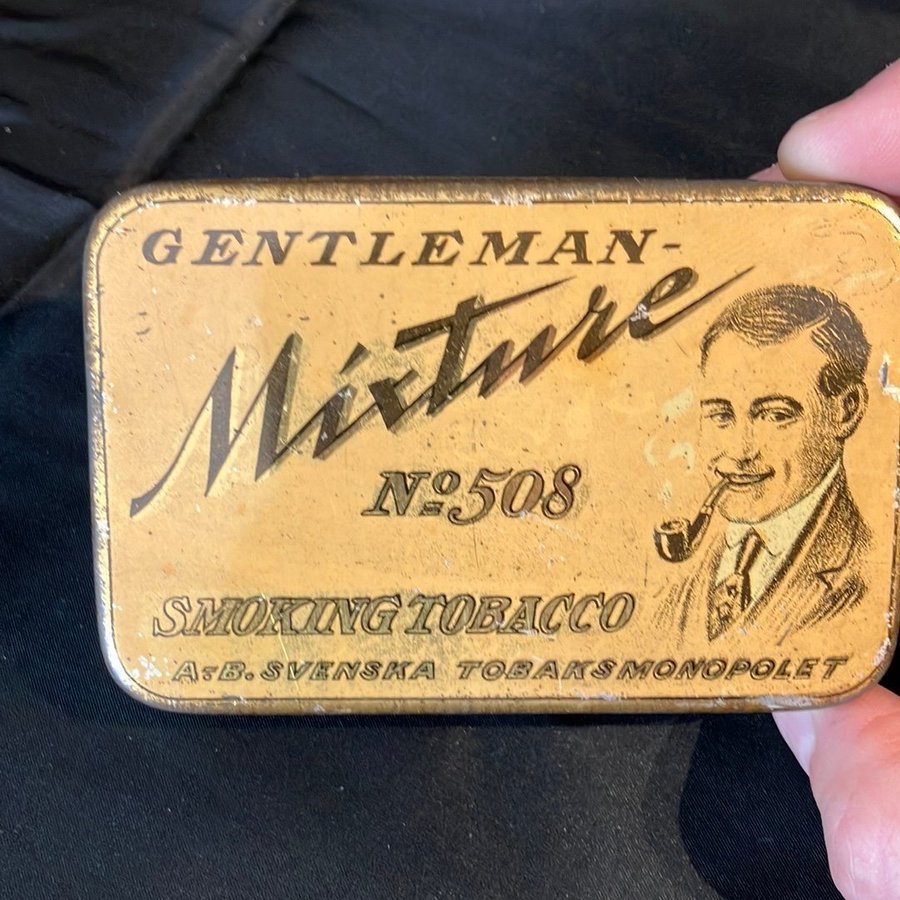 GENTLEMAN-
Mixture
Nº 508
SMOKING TOBACCO
A-B. SVENSKA TOBAKSMONOPOLET